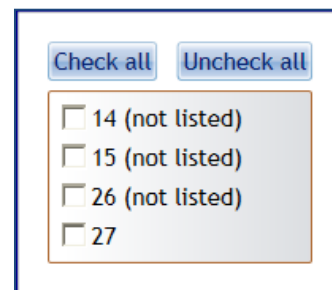 Check all Uncheck all
14 (not listed)
15 (not listed)
26 (not listed)
27